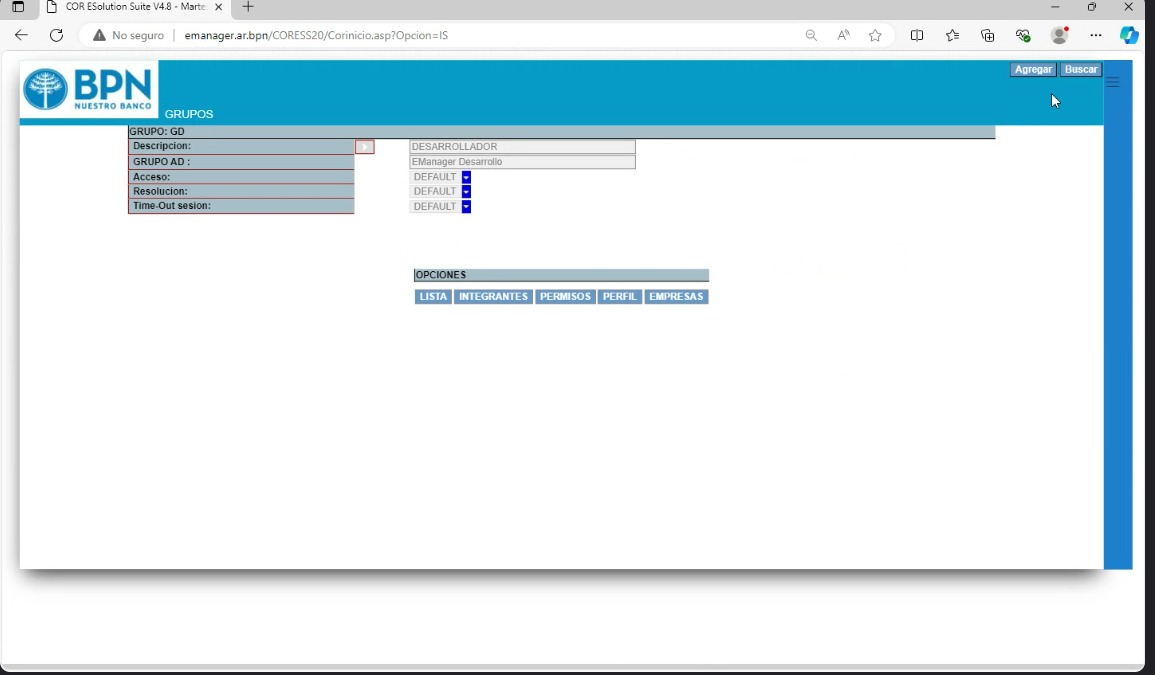 COR ESolution Suite V4.8 - Marte
No seguro
emanager.ar.bpn/CORESS20/Corinicio.asp?Opcion=IS
BPN
NUESTRO BANCO
GRUPOS
Agregar
Buscar
GRUPO: GD
Descripcion:
DESARROLLADOR
GRUPO AD :
EManager Desarrollo
Acceso:
DEFAULT
Resolucion:
DEFAULT
Time-Out sesion:
DEFAULT
OPCIONES
LISTA INTEGRANTES PERMISOS PERFIL EMPRESAS